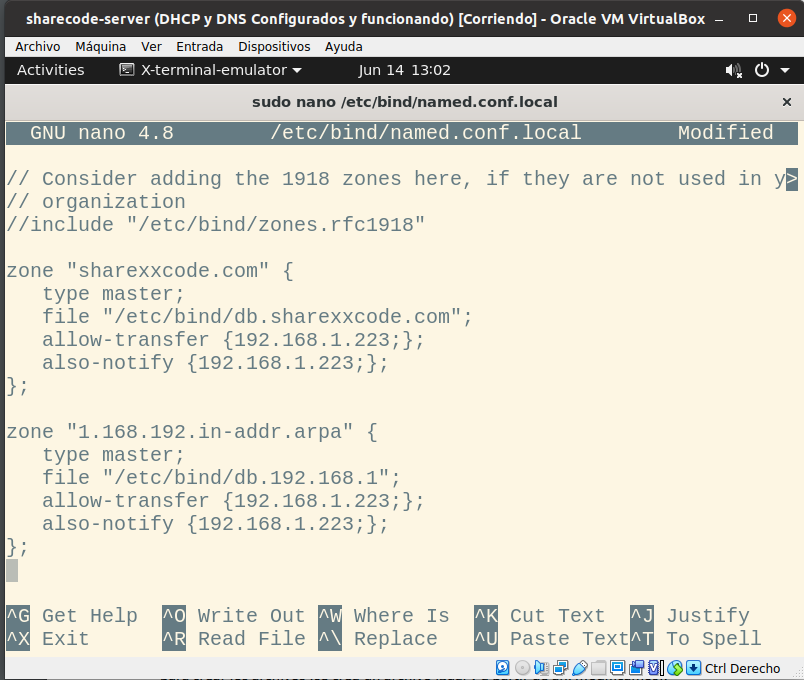 sharecode-server (DHCP y DNS Configurados y funcionando) [Corriendo] - Oracle VM VirtualBox
Archivo Máquina Ver Entrada Dispositivos Ayuda
Activities X-terminal-emulator Jun 14 13:02
sudo nano /etc/bind/named.conf.local
GNU nano 4.8 /etc/bind/named.conf.local Modified
// Consider adding the 1918 zones here, if they are not used in y>
// organization
//include "/etc/bind/zones.rfc1918"
zone "sharexxcode.com" {
type master;
file "/etc/bind/db.sharexxcode.com";
allow-transfer {192.168.1.223;};
also-notify {192.168.1.223;};
};
zone "1.168.192.in-addr.arpa" {
type master;
file "/etc/bind/db.192.168.1";
allow-transfer {192.168.1.223;};
also-notify {192.168.1.223;};
};
^G Get Help ^O Write Out ^W Where Is ^K Cut Text ^J Justify
^X Exit ^R Read File ^\ Replace ^U Paste Text ^T To Spell
Ctrl Derecho